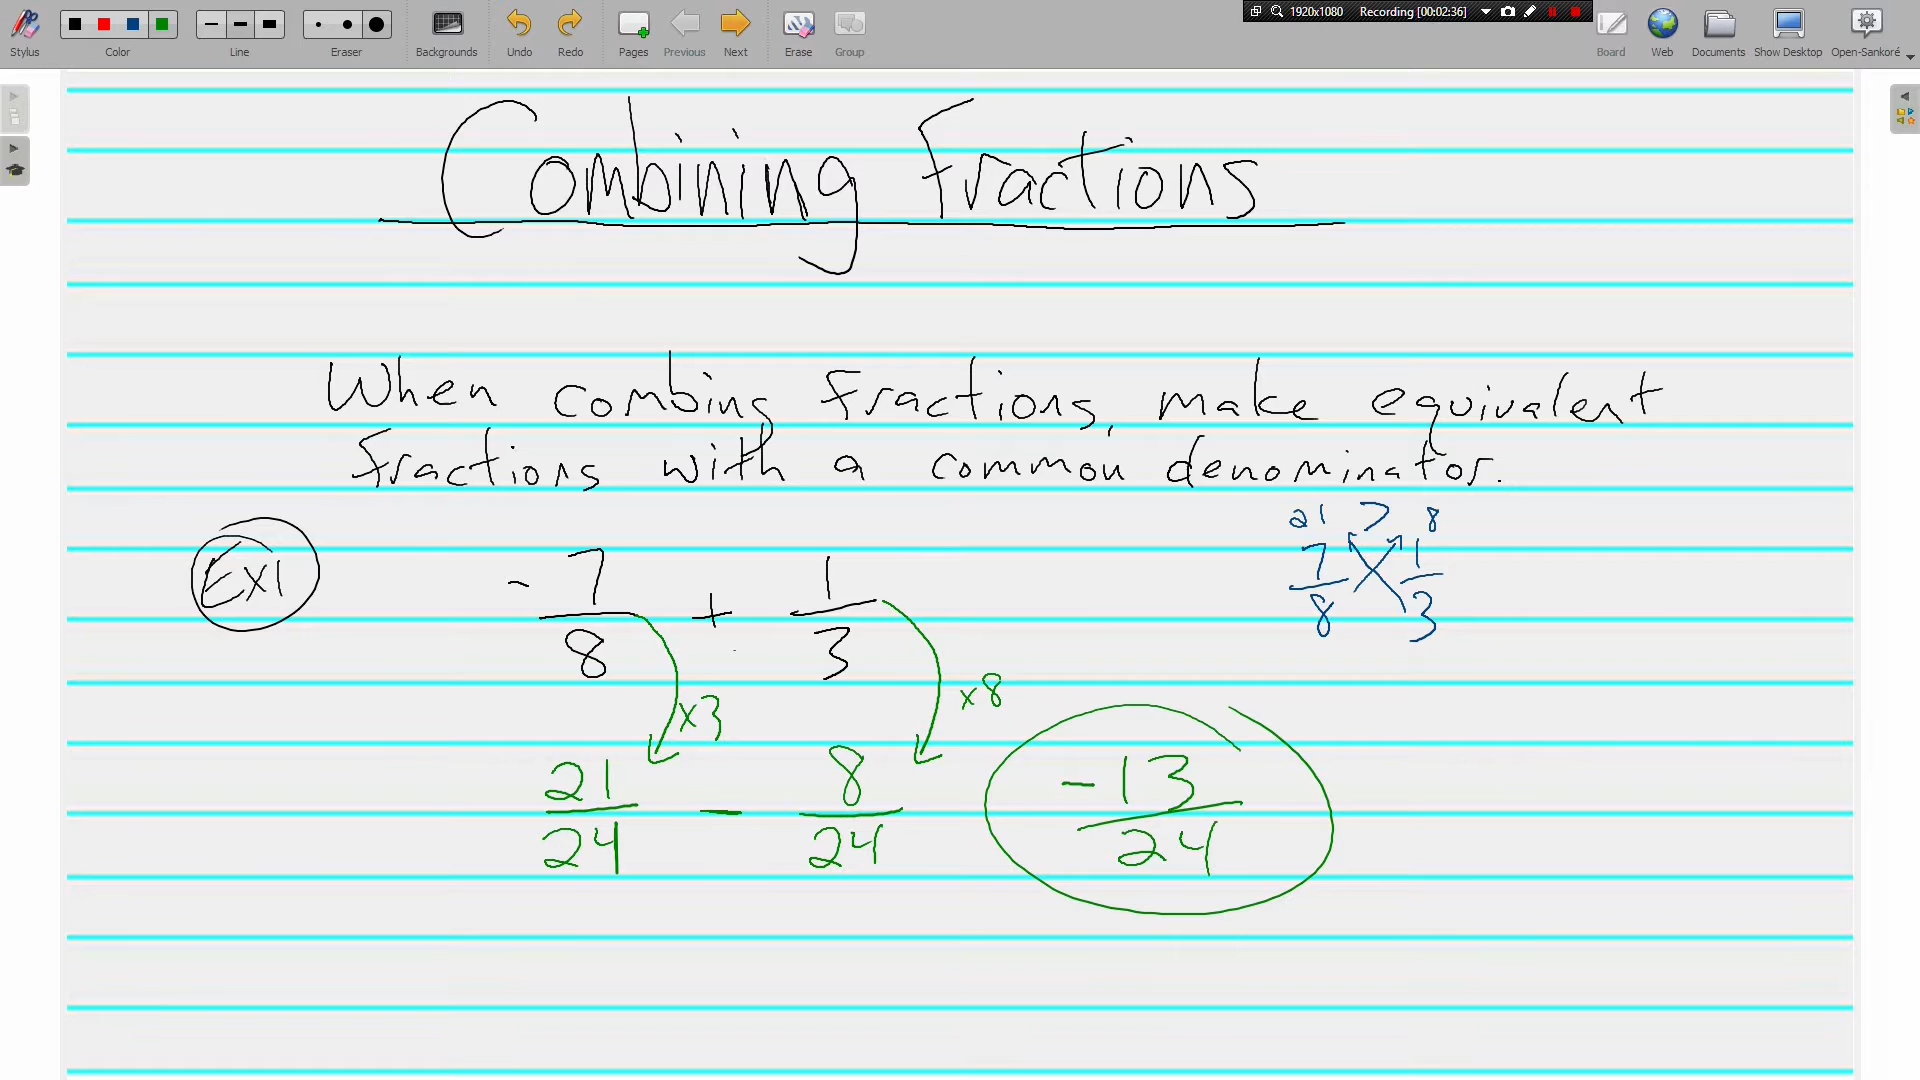 1920x1080 Recording [00:02:36]
Stylus Color Line Eraser Backgrounds Undo Redo Pages Previous Next Erase Group Board Web Documents Show Desktop Open-Sankoré
Combining Fractions
When combing fractions, make equivalent
fractions with a common denominator.
21 > 8
7/8 1/3
Ex1 - 7/8 + 1/3
x3 x8
21/24 - 8/24 -13/24